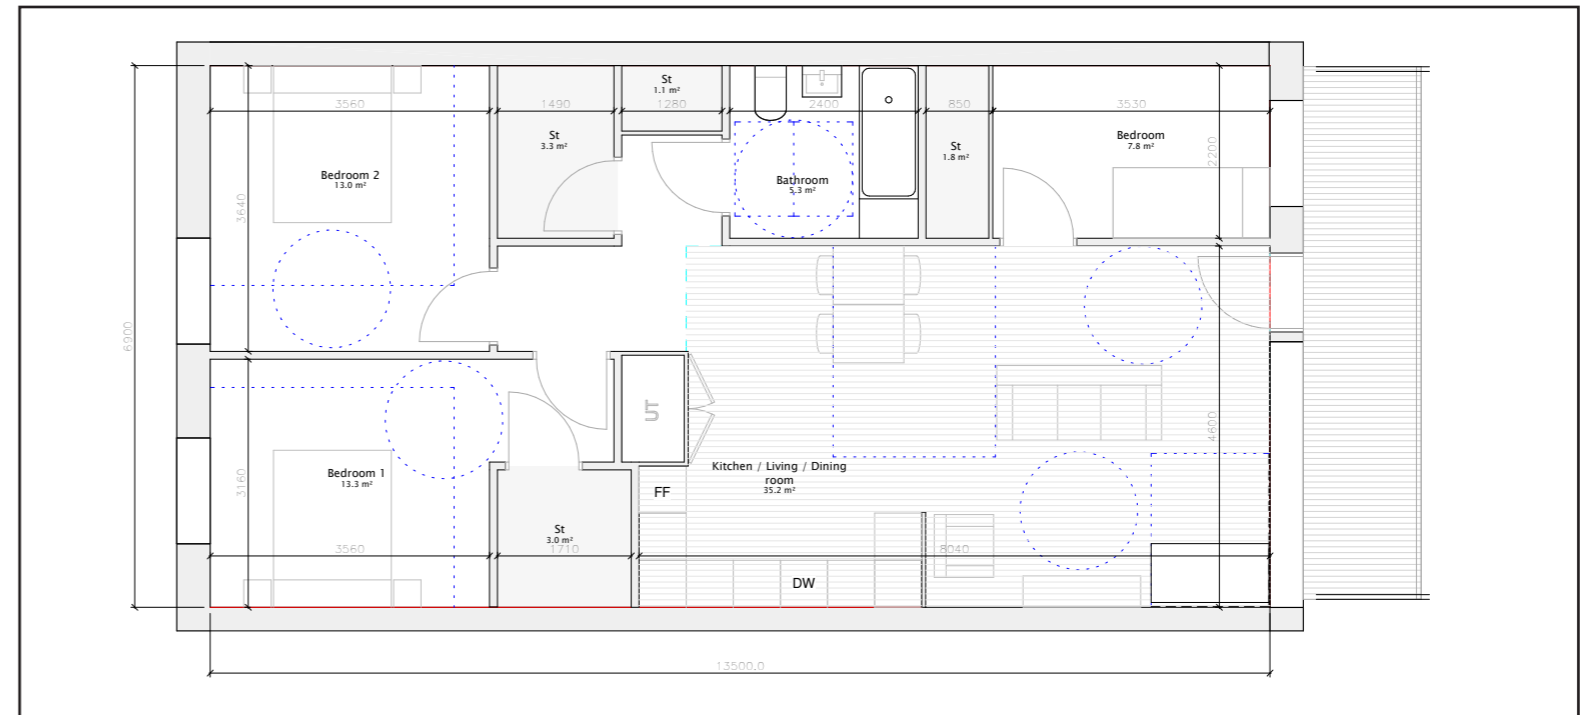 St
1.1 m²
3560
1490
1280
2400
850
3530
St
3.3 m²
Bedroom
7.8 m²
St
1.8 m²
2200
Bedroom 2
13.0 m²
Bathroom
5.3 m²
3640
6900
UT
4600
Kitchen / Living / Dining
room
35.2 m²
Bedroom 1
13.3 m²
3160
FF
St
3.0 m²
3560
1710
8040
DW
13500.0